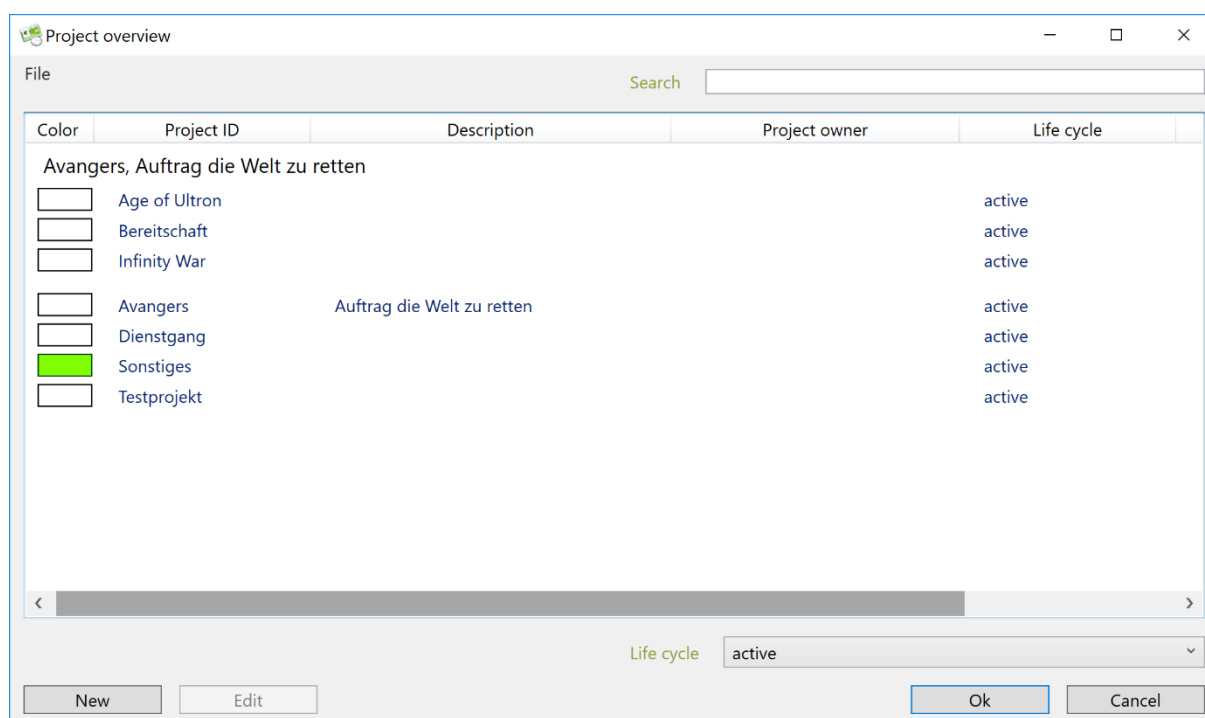 Project overview
File
Search
Color Project ID Description Project owner Life cycle
Avangers, Auftrag die Welt zu retten
Age of Ultron active
Bereitschaft active
Infinity War active
Avangers Auftrag die Welt zu retten active
Dienstgang active
Sonstiges active
Testprojekt active
Life cycle active
New Edit Ok Cancel